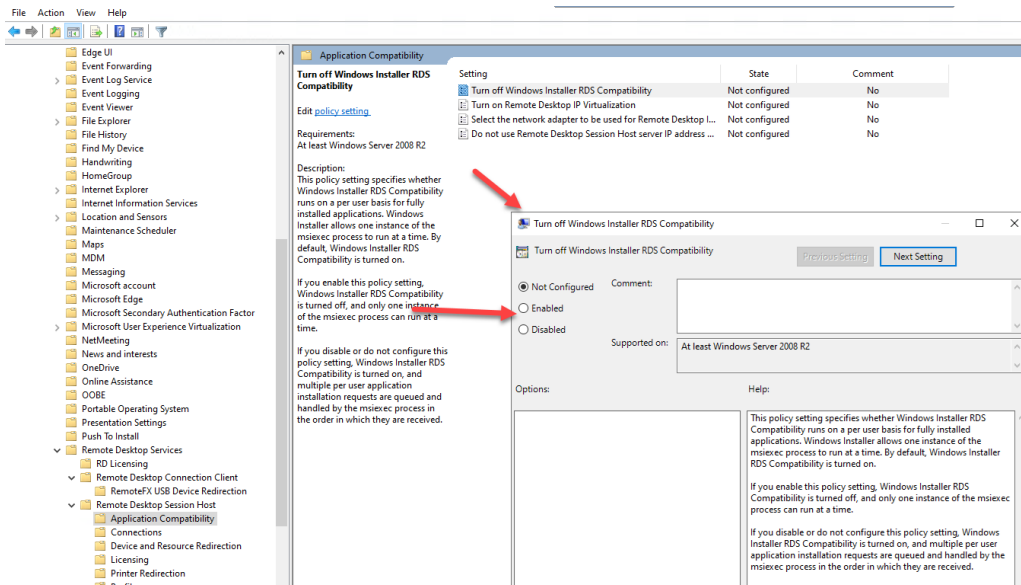 File Action View Help
Edge UI
Event Forwarding
Event Log Service
Event Logging
Event Viewer
File Explorer
File History
Find My Device
Handwriting
HomeGroup
Internet Explorer
Internet Information Services
Location and Sensors
Maintenance Scheduler
Maps
MDM
Messaging
Microsoft account
Microsoft Edge
Microsoft Secondary Authentication Factor
Microsoft User Experience Virtualization
NetMeeting
News and interests
OneDrive
Online Assistance
OOBE
Portable Operating System
Presentation Settings
Push To Install
Remote Desktop Services
RD Licensing
Remote Desktop Connection Client
RemoteFX USB Device Redirection
Remote Desktop Session Host
Application Compatibility
Connections
Device and Resource Redirection
Licensing
Printer Redirection
Application Compatibility
Turn off Windows Installer RDS
Compatibility
Edit policy setting
Requirements:
At least Windows Server 2008 R2
Description:
This policy setting specifies whether
Windows Installer RDS Compatibility
runs on a per user basis for fully
installed applications. Windows
Installer allows one instance of the
msiexec process to run at a time. By
default, Windows Installer RDS
Compatibility is turned on.
If you enable this policy setting,
Windows Installer RDS Compatibility
is turned off, and only one instance
of the msiexec process can run at a
time.
If you disable or do not configure this
policy setting, Windows Installer RDS
Compatibility is turned on, and
multiple per user application
installation requests are queued and
handled by the msiexec process in
the order in which they are received.
Setting State Comment
Turn off Windows Installer RDS Compatibility Not configured No
Turn on Remote Desktop IP Virtualization Not configured No
Select the network adapter to be used for Remote Desktop I... Not configured No
Do not use Remote Desktop Session Host server IP address ... Not configured No
Turn off Windows Installer RDS Compatibility
Turn off Windows Installer RDS Compatibility
Previous Setting Next Setting
Not Configured Comment:
Enabled
Disabled
Supported on: At least Windows Server 2008 R2
Options: Help:
This policy setting specifies whether Windows Installer RDS
Compatibility runs on a per user basis for fully installed
applications. Windows Installer allows one instance of the
msiexec process to run at a time. By default, Windows Installer
RDS Compatibility is turned on.
If you enable this policy setting, Windows Installer RDS
Compatibility is turned off, and only one instance of the msiexec
process can run at a time.
If you disable or do not configure this policy setting, Windows
Installer RDS Compatibility is turned on, and multiple per user
application installation requests are queued and handled by the
msiexec process in the order in which they are received.